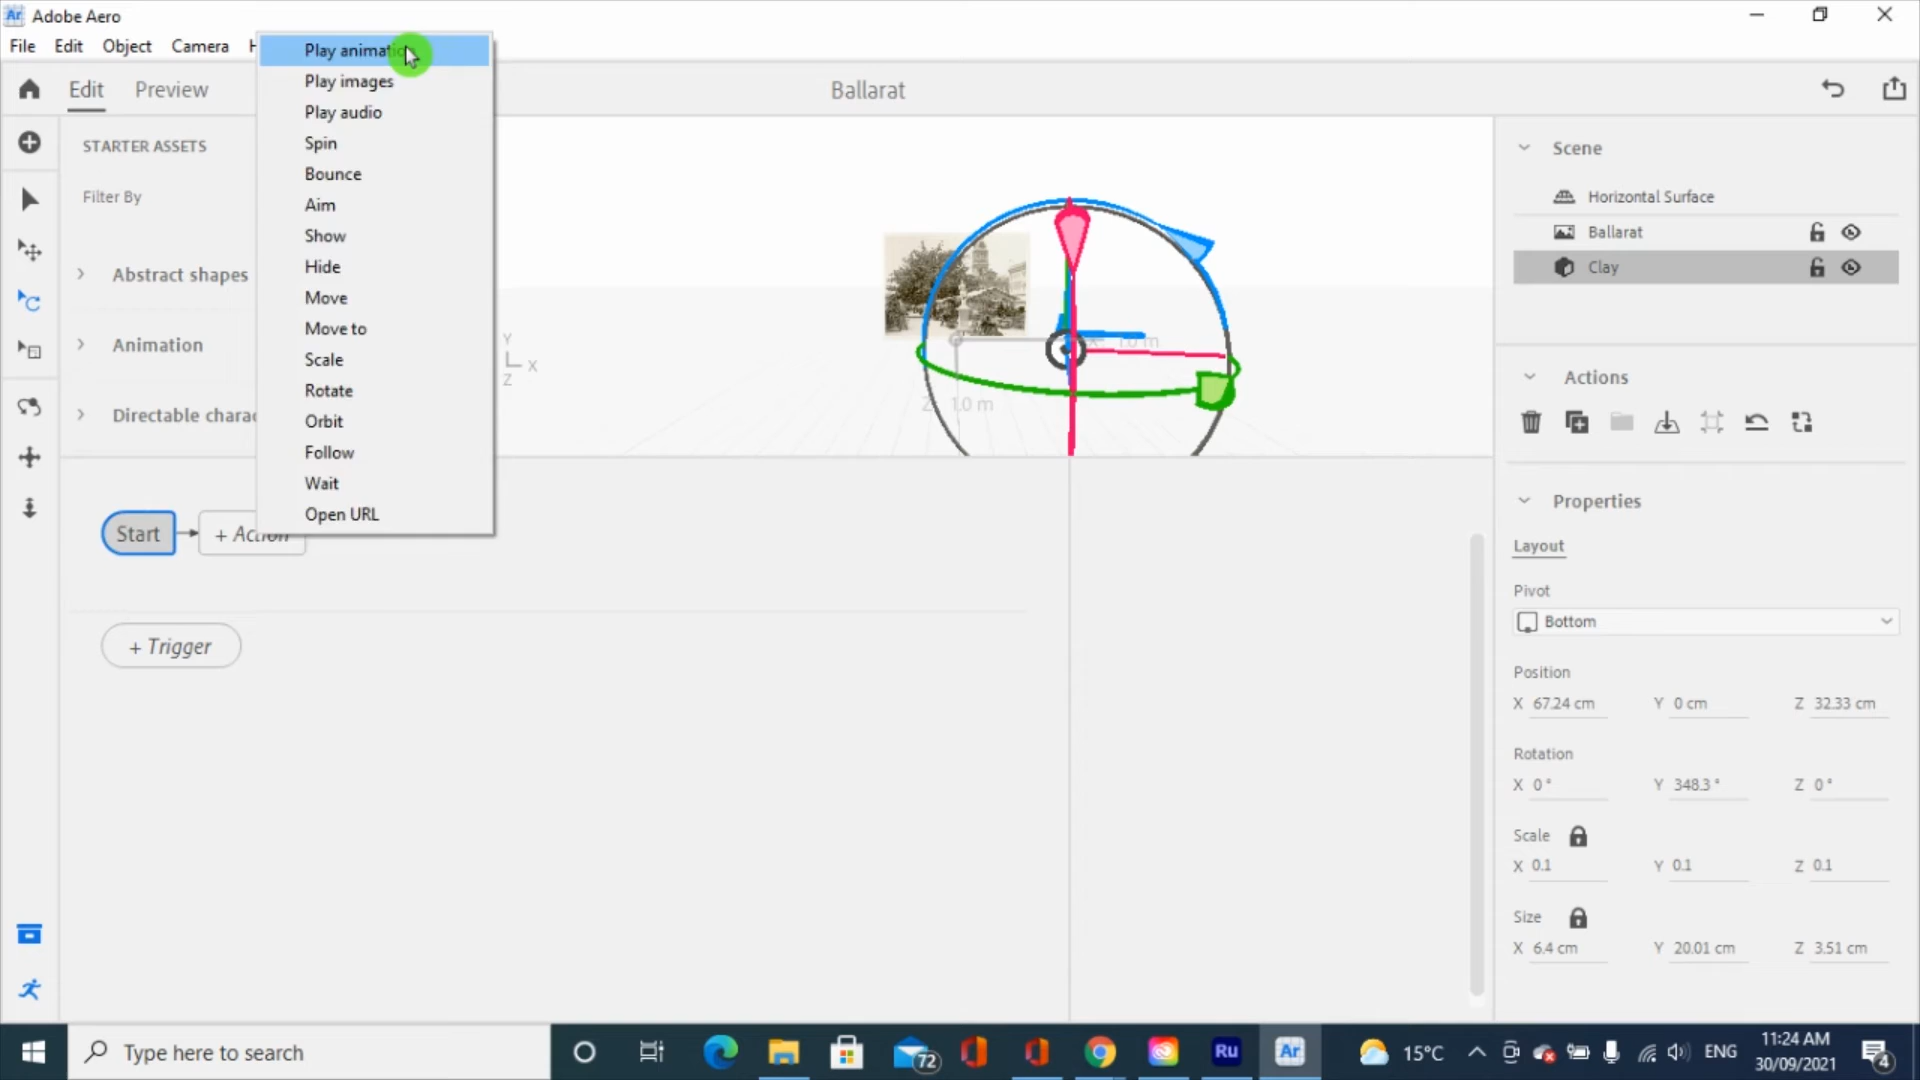 Ar Adobe Aero
File Edit Object Camera H
Edit Preview Ballarat
STARTER ASSETS
Filter By
Abstract shapes
Animation
Directable charac
Play animatio
Play images
Play audio
Spin
Bounce
Aim
Show
Hide
Move
Move to
Scale
Rotate
Orbit
Follow
Wait
Open URL
Y
X
Z
X 1.0 m
Z 1.0 m
Start + Action
+ Trigger
Scene
Horizontal Surface
Ballarat
Clay
Actions
Properties
Layout
Pivot
Bottom
Position
X 67.24 cm Y 0 cm Z 32.33 cm
Rotation
X 0° Y 348.3° Z 0°
Scale
X 0.1 Y 0.1 Z 0.1
Size
X 6.4 cm Y 20.01 cm Z 3.51 cm
Type here to search 72 Ru Ar 15°C ENG 11:24 AM 4
30/09/2021